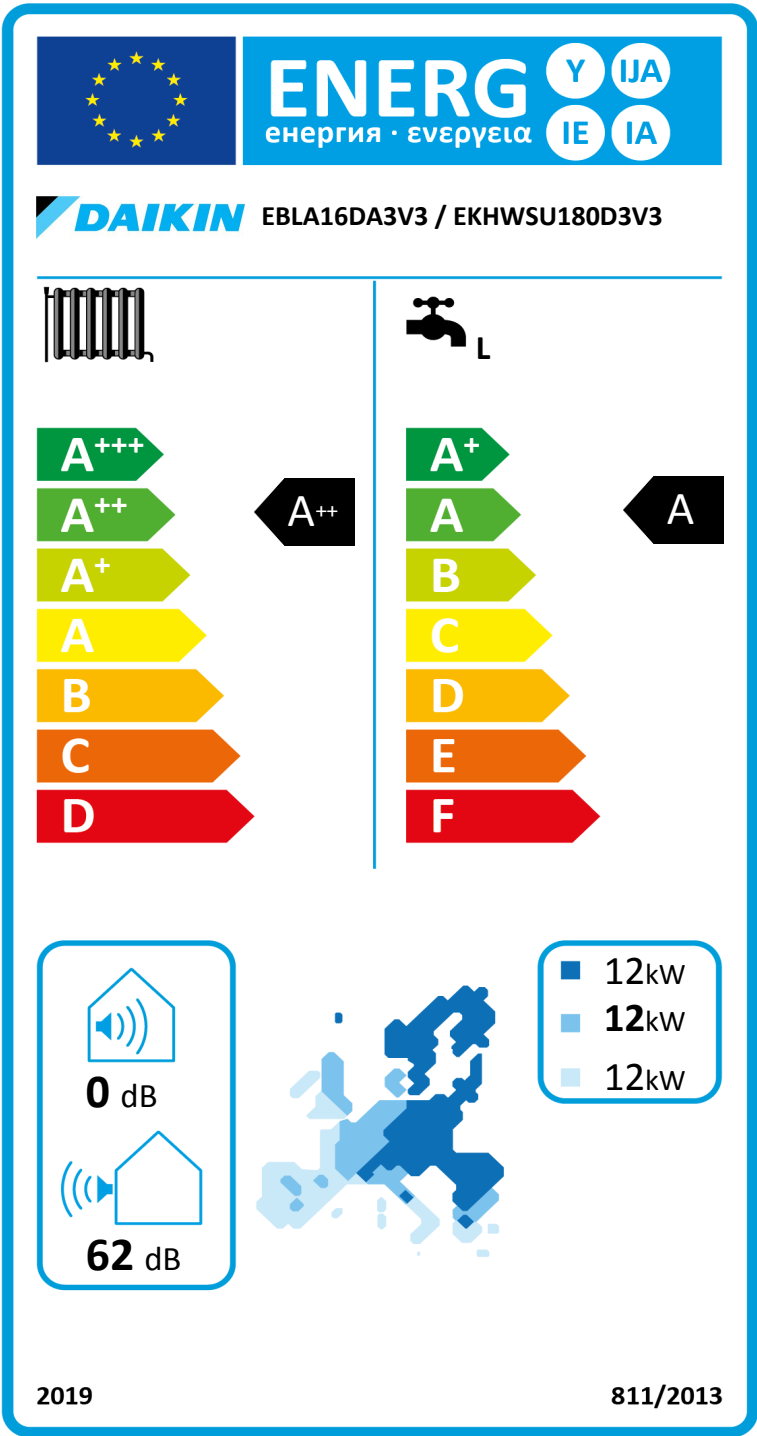 ENERG
енергия · ενεργεια
Y
IJA
IE
IA
DAIKIN EBLA16DA3V3 / EKHWSU180D3V3
L
A+++
A++
A+
A
B
C
D
A++
A+
A
B
C
D
E
F
A
0 dB
62 dB
12kW
12kW
12kW
2019
811/2013